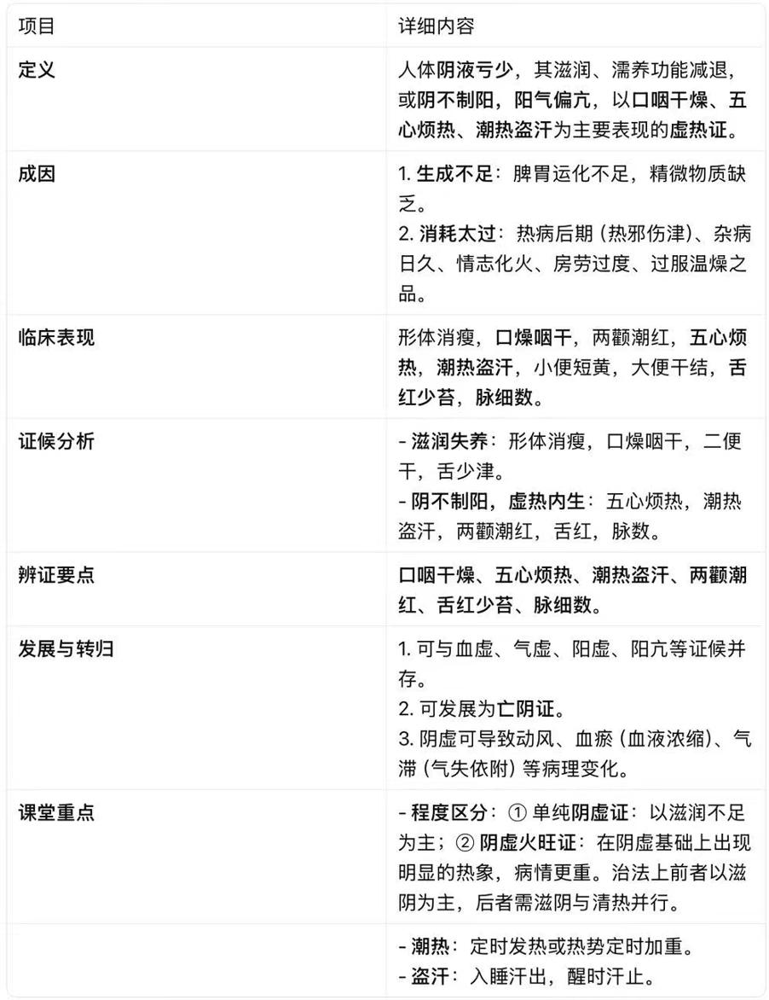 项目
详细内容
定义
人体阴液亏少，其滋润、濡养功能减退，
或阴不制阳，阳气偏亢，以口咽干燥、五
心烦热、潮热盗汗为主要表现的虚热证。
成因
1. 生成不足：脾胃运化不足，精微物质缺
乏。
2. 消耗太过：热病后期（热邪伤津）、杂病
日久、情志化火、房劳过度、过服温燥之
品。
临床表现
形体消瘦，口燥咽干，两颧潮红，五心烦
热，潮热盗汗，小便短黄，大便干结，舌
红少苔，脉细数。
证候分析
- 滋润失养：形体消瘦，口燥咽干，二便
干，舌少津。
- 阴不制阳，虚热内生：五心烦热，潮热
盗汗，两颧潮红，舌红，脉数。
辨证要点
口咽干燥、五心烦热、潮热盗汗、两颧潮
红、舌红少苔、脉细数。
发展与转归
1. 可与血虚、气虚、阳虚、阳亢等证候并
存。
2. 可发展为亡阴证。
3. 阴虚可导致动风、血瘀（血液浓缩）、气
滞（气失依附）等病理变化。
课堂重点
- 程度区分：① 单纯阴虚证：以滋润不足
为主；② 阴虚火旺证：在阴虚基础上出现
明显的热象，病情更重。治法上前者以滋
阴为主，后者需滋阴与清热并行。
- 潮热：定时发热或热势定时加重。
- 盗汗：入睡汗出，醒时汗止。